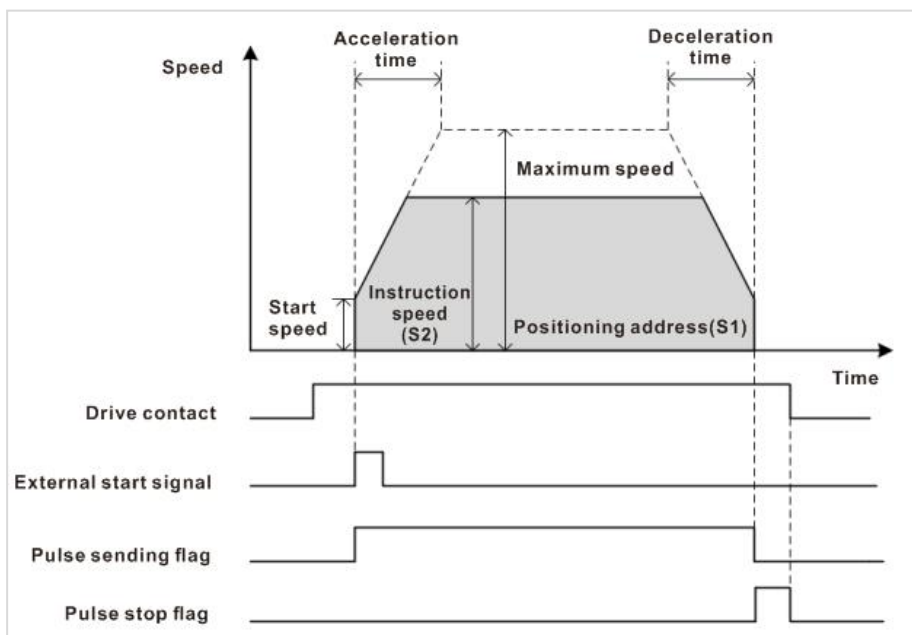 Acceleration
time
Deceleration
time
Speed
Maximum speed
Start
speed
Instruction
speed
(S2)
Positioning address(S1)
Time
Drive contact
External start signal
Pulse sending flag
Pulse stop flag